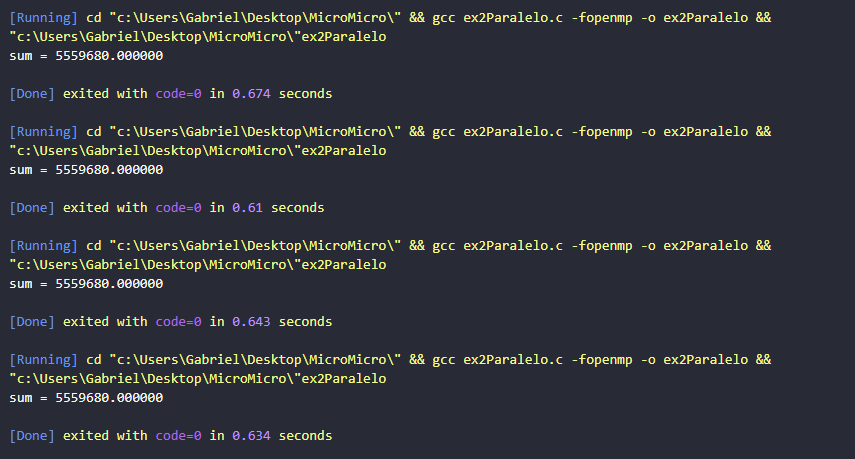 [Running] cd "c:\Users\Gabriel\Desktop\MicroMicro\" && gcc ex2Paralelo.c -fopenmp -o ex2Paralelo &&
"c:\Users\Gabriel\Desktop\MicroMicro\"ex2Paralelo
sum = 5559680.000000
[Done] exited with code=0 in 0.674 seconds
[Running] cd "c:\Users\Gabriel\Desktop\MicroMicro\" && gcc ex2Paralelo.c -fopenmp -o ex2Paralelo &&
"c:\Users\Gabriel\Desktop\MicroMicro\"ex2Paralelo
sum = 5559680.000000
[Done] exited with code=0 in 0.61 seconds
[Running] cd "c:\Users\Gabriel\Desktop\MicroMicro\" && gcc ex2Paralelo.c -fopenmp -o ex2Paralelo &&
"c:\Users\Gabriel\Desktop\MicroMicro\"ex2Paralelo
sum = 5559680.000000
[Done] exited with code=0 in 0.643 seconds
[Running] cd "c:\Users\Gabriel\Desktop\MicroMicro\" && gcc ex2Paralelo.c -fopenmp -o ex2Paralelo &&
"c:\Users\Gabriel\Desktop\MicroMicro\"ex2Paralelo
sum = 5559680.000000
[Done] exited with code=0 in 0.634 seconds